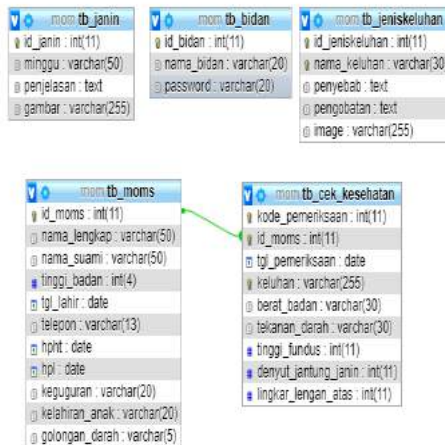 mom tb_janin
id_janin : int(11)
minggu : varchar(50)
penjelasan : text
gambar : varchar(255)
mom tb_bidan
id_bidan : int(11)
nama_bidan : varchar(20)
password : varchar(20)
mom tb_jeniskeluhan
id_jeniskeluhan : int(11)
nama_keluhan : varchar(30)
penyebab : text
pengobatan : text
image : varchar(255)
mom tb_moms
id_moms : int(11)
nama_lengkap : varchar(50)
nama_suami : varchar(50)
tinggi_badan : int(4)
tgl_lahir : date
telepon : varchar(13)
hpht : date
hpl : date
keguguran : varchar(20)
kelahiran_anak : varchar(20)
golongan_darah : varchar(5)
mom tb_cek_kesehatan
kode_pemeriksaan : int(11)
id_moms : int(11)
tgl_pemeriksaan : date
keluhan : varchar(255)
berat_badan : varchar(30)
tekanan_darah : varchar(30)
tinggi_fundus : int(11)
denyut_jantung_janin : int(11)
lingkar_lengan_atas : int(11)